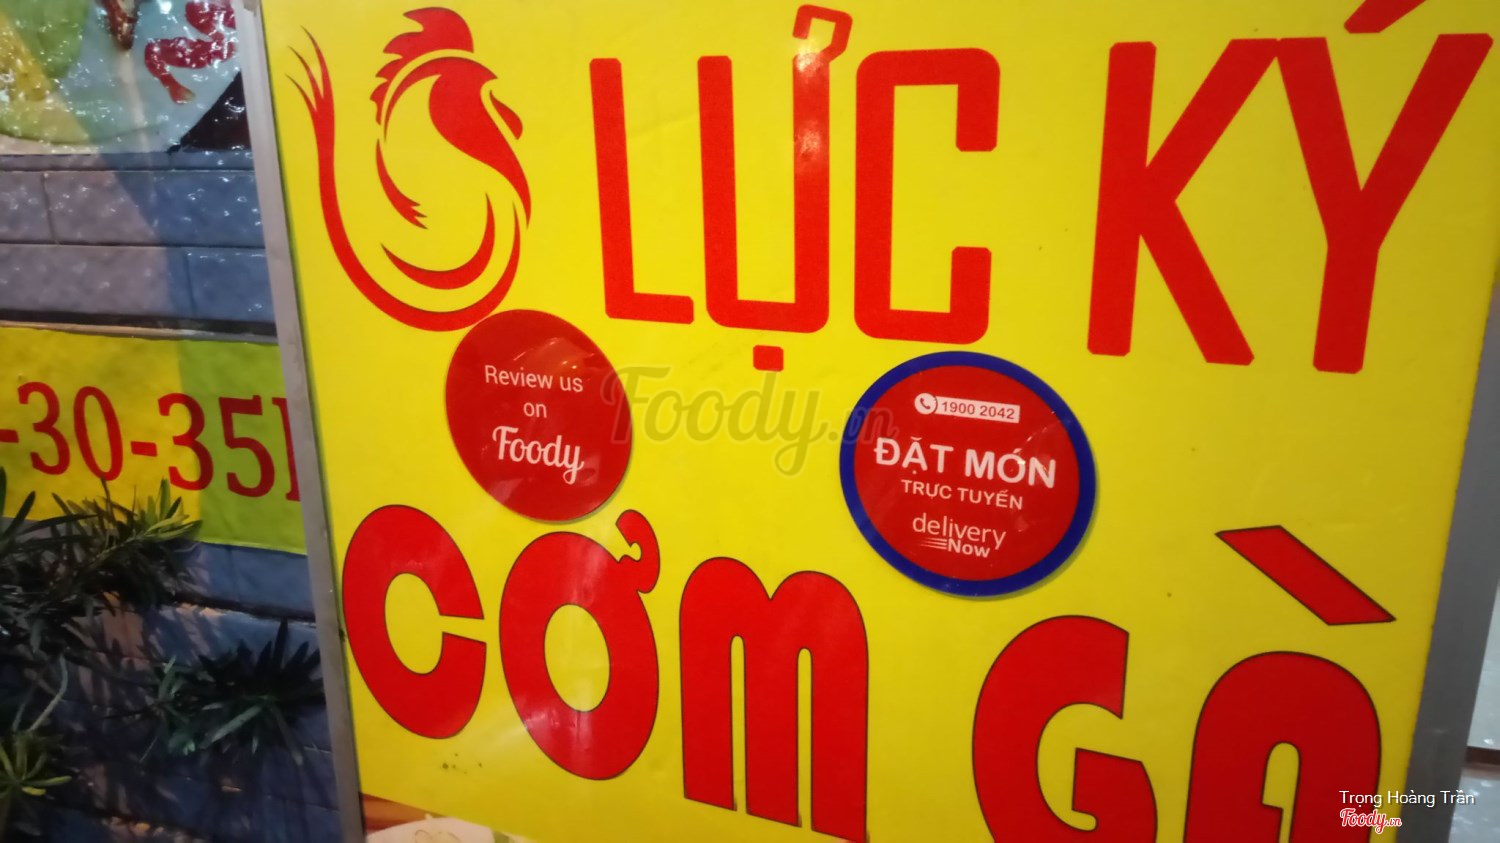 LỰC KÝ
Review us
on
Foody
Foody.vn
1900 2042
ĐẶT MÓN
TRỰC TUYẾN
delivery
Now
-30-35
CƠM GÀ
Trọng Hoàng Trần
Foody.vn